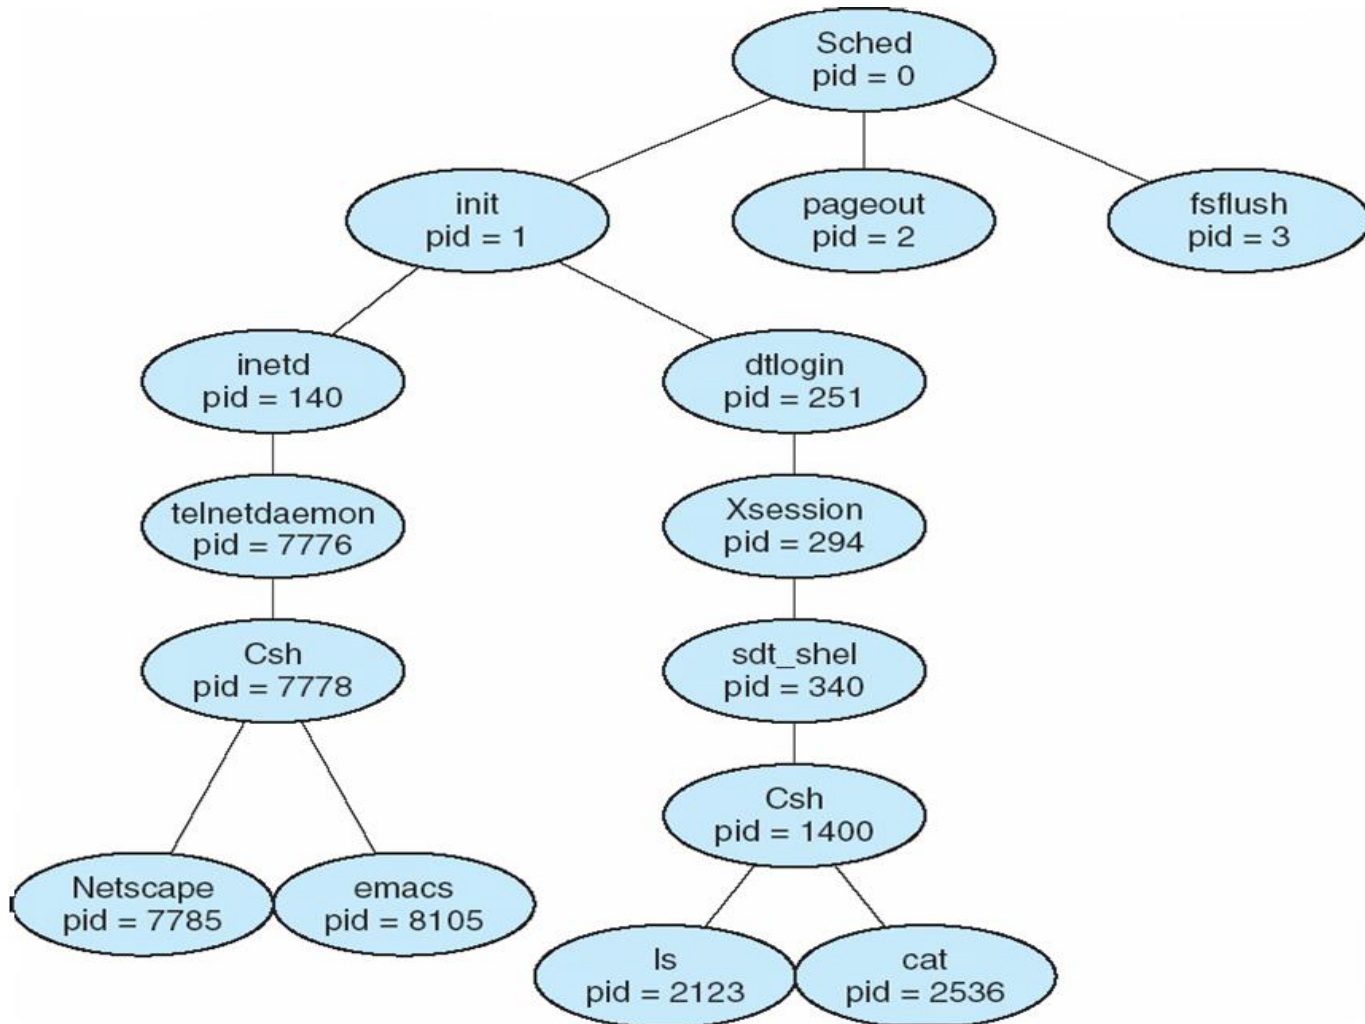 Sched
pid = 0
init
pid = 1
pageout
pid = 2
fsflush
pid = 3
inetd
pid = 140
dtlogin
pid = 251
telnetdaemon
pid = 7776
Xsession
pid = 294
Csh
pid = 7778
sdt_shel
pid = 340
Csh
pid = 1400
Netscape
pid = 7785
emacs
pid = 8105
ls
pid = 2123
cat
pid = 2536